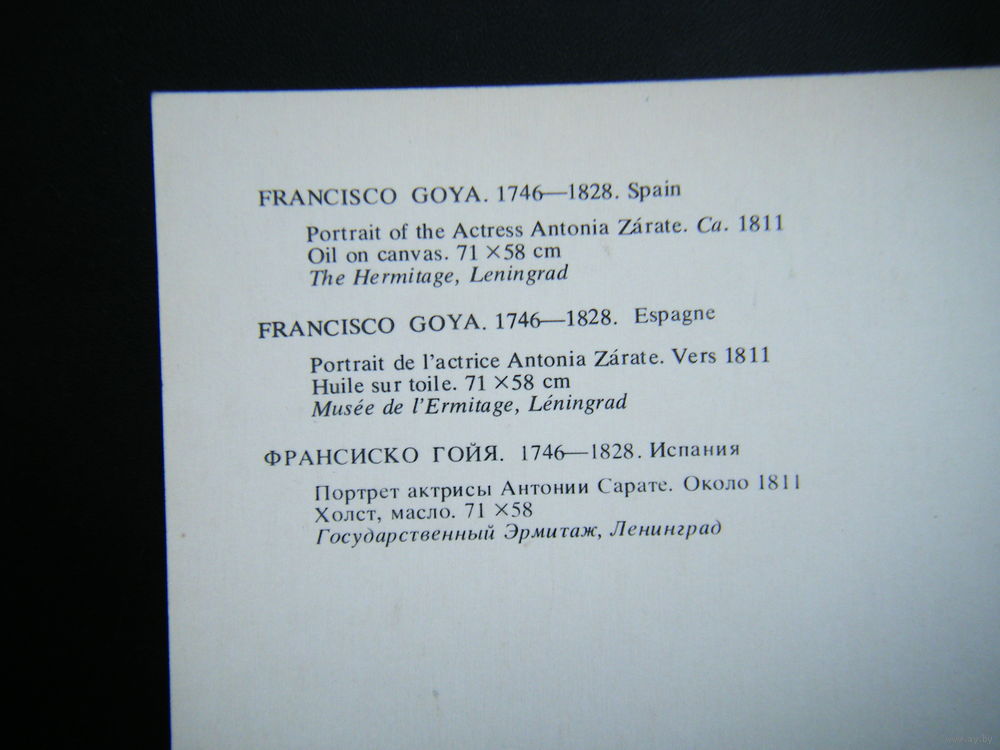 FRANCISCO GOYA. 1746—1828. Spain
Portrait of the Actress Antonia Zárate. Ca. 1811
Oil on canvas. 71 ×58 cm
The Hermitage, Leningrad
FRANCISCO GOYA. 1746—1828. Espagne
Portrait de l'actrice Antonia Zárate. Vers 1811
Huile sur toile. 71 ×58 cm
Musée de l'Ermitage, Léningrad
ФРАНСИСКО ГОЙЯ. 1746—1828. Испания
Портрет актрисы Антонии Сарате. Около 1811
Холст, масло. 71 ×58
Государственный Эрмитаж, Ленинград
www.ay.by